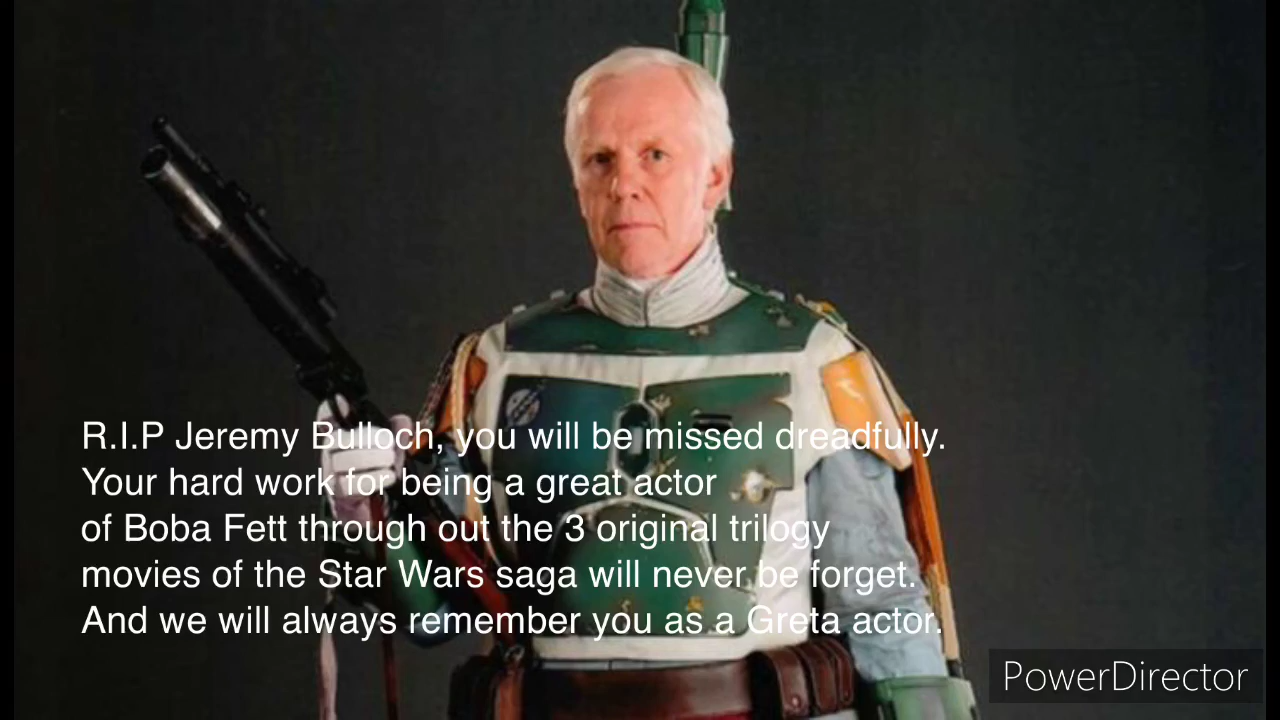 R.I.P Jeremy Bulloch, you will be missed dreadfully.
Your hard work for being a great actor
of Boba Fett through out the 3 original trilogy
movies of the Star Wars saga will never be forget.
And we will always remember you as a Greta actor.
PowerDirector